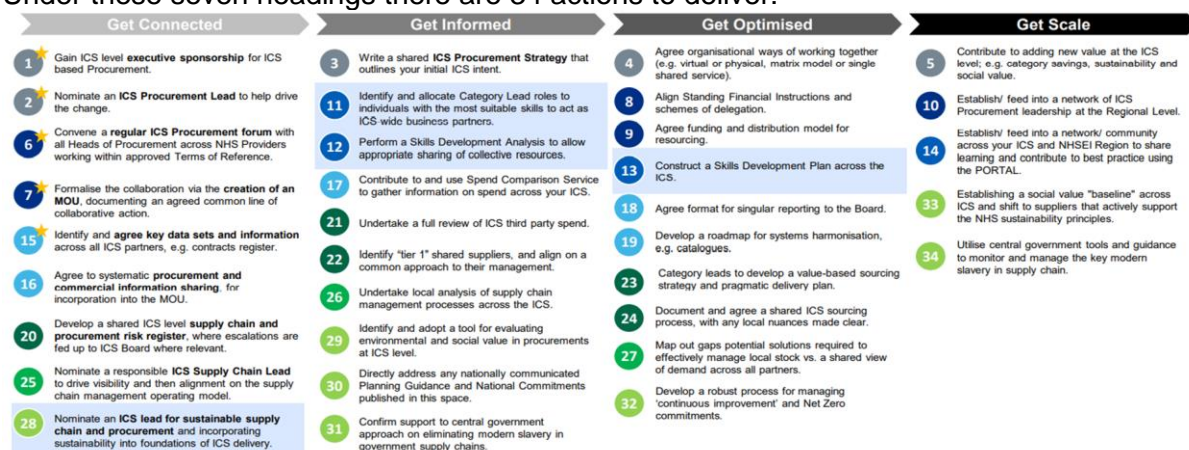 Under these seven headings there are 34 actions to deliver.
Get Connected
1
Gain ICS level executive sponsorship for ICS
based Procurement.
2
Nominate an ICS Procurement Lead to help drive
the change.
6
Convene a regular ICS Procurement forum with
all Heads of Procurement across NHS Providers
working within approved Terms of Reference.
7
Formalise the collaboration via the creation of an
MOU, documenting an agreed common line of
collaborative action.
15
Identify and agree key data sets and information
across all ICS partners, e.g. contracts register.
16
Agree to systematic procurement and
commercial information sharing, for
incorporation into the MOU.
20
Develop a shared ICS level supply chain and
procurement risk register, where escalations are
fed up to ICS Board where relevant.
25
Nominate a responsible ICS Supply Chain Lead
to drive visibility and then alignment on the supply
chain management operating model.
28
Nominate an ICS lead for sustainable supply
chain and procurement and incorporating
sustainability into foundations of ICS delivery.
Get Informed
3
Write a shared ICS Procurement Strategy that
outlines your initial ICS intent.
11
Identify and allocate Category Lead roles to
individuals with the most suitable skills to act as
ICS-wide business partners.
12
Perform a Skills Development Analysis to allow
appropriate sharing of collective resources.
17
Contribute to and use Spend Comparison Service
to gather information on spend across your ICS.
21
Undertake a full review of ICS third party spend.
22
Identify "tier 1" shared suppliers, and align on a
common approach to their management.
26
Undertake local analysis of supply chain
management processes across the ICS.
29
Identify and adopt a tool for evaluating
environmental and social value in procurements
at ICS level.
30
Directly address any nationally communicated
Planning Guidance and National Commitments
published in this space.
31
Confirm support to central government
approach on eliminating modern slavery in
government supply chains.
Get Optimised
4
Agree organisational ways of working together
(e.g. virtual or physical, matrix model or single
shared service).
8
Align Standing Financial Instructions and
schemes of delegation.
9
Agree funding and distribution model for
resourcing.
13
Construct a Skills Development Plan across the
ICS.
18
Agree format for singular reporting to the Board.
19
Develop a roadmap for systems harmonisation,
e.g. catalogues.
23
Category leads to develop a value-based sourcing
strategy and pragmatic delivery plan.
24
Document and agree a shared ICS sourcing
process, with any local nuances made clear.
27
Map out gaps potential solutions required to
effectively manage local stock vs. a shared view
of demand across all partners.
32
Develop a robust process for managing
'continuous improvement' and Net Zero
commitments.
Get Scale
5
Contribute to adding new value at the ICS
level; e.g. category savings, sustainability and
social value.
10
Establish/ feed into a network of ICS
Procurement leadership at the Regional Level.
14
Establish/ feed into a network/ community
across your ICS and NHSEI Region to share
learning and contribute to best practice using
the PORTAL.
33
Establishing a social value "baseline" across
ICS and shift to suppliers that actively support
the NHS sustainability principles.
34
Utilise central government tools and guidance
to monitor and manage the key modern
slavery in supply chain.